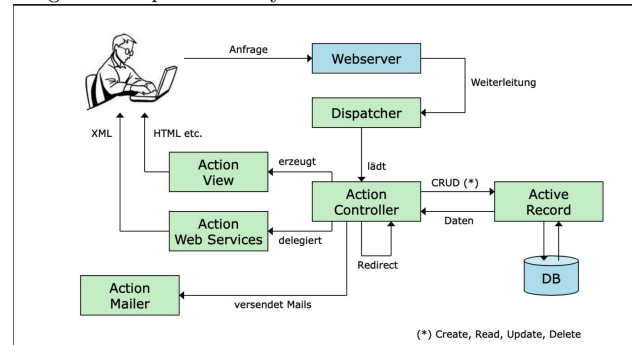 Anfrage
Webserver
Weiterleitung
Dispatcher
XML
HTML etc.
lädt
Action
View
erzeugt
Action
Controller
CRUD (*)
Daten
Active
Record
Action
Web Services
delegiert
Redirect
DB
Action
Mailer
versendet Mails
(*) Create, Read, Update, Delete